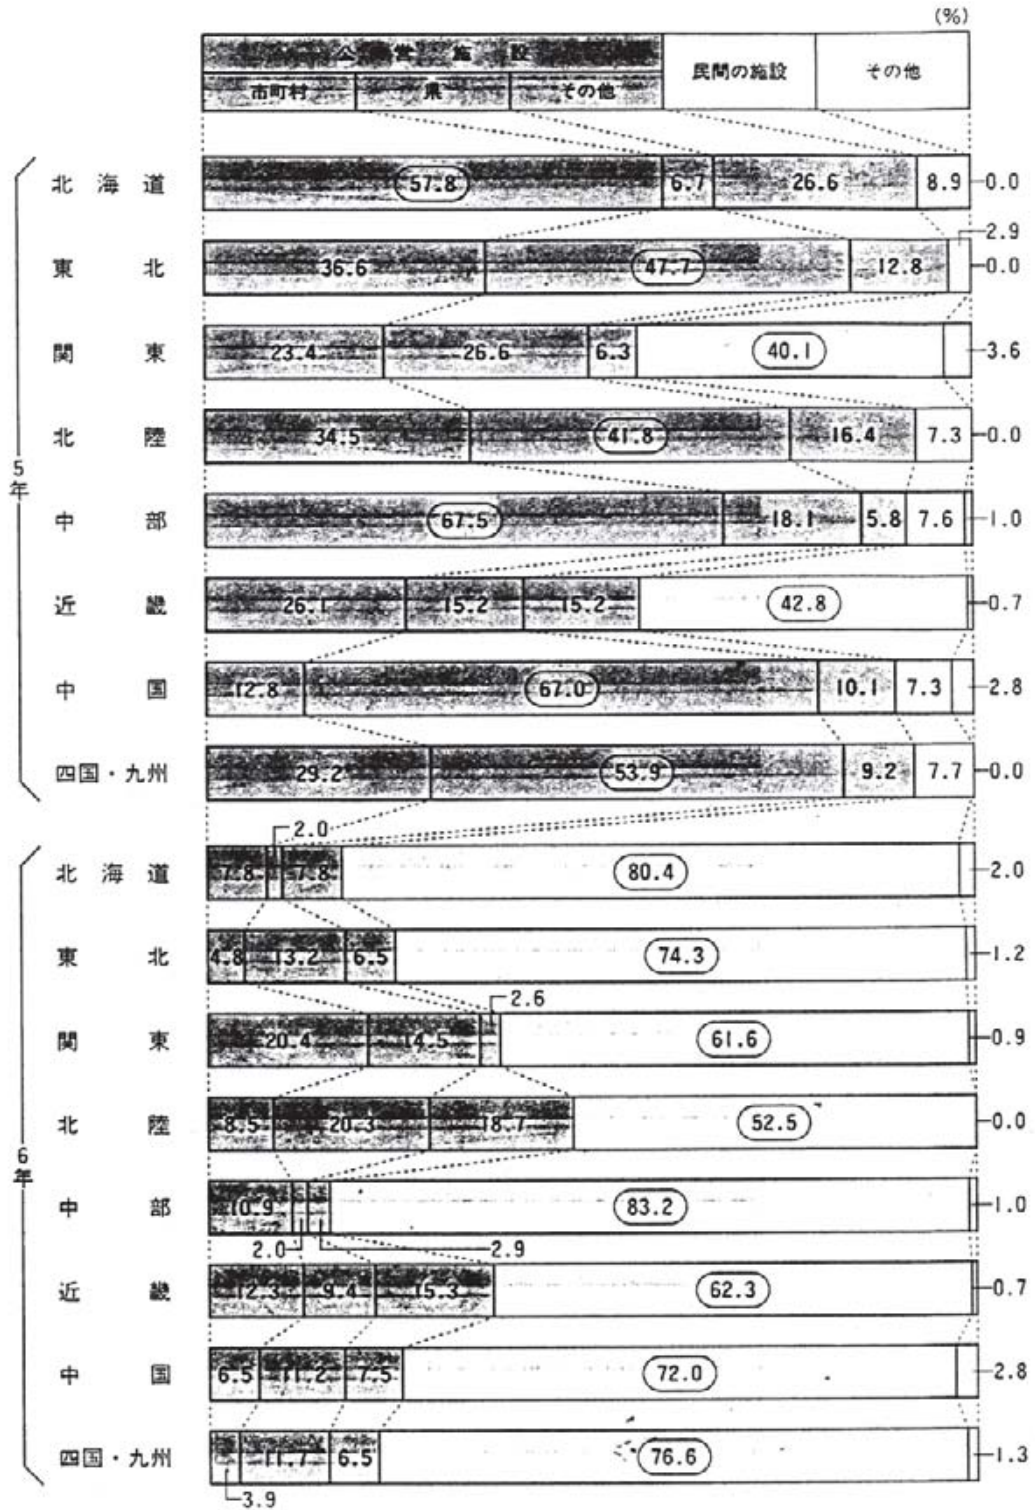 (%)
公営施設 民間の施設 その他
市町村 県 その他
5年
北海道 57.8 6.7 26.6 8.9 0.0
東北 36.6 47.7 12.8 2.9 0.0
関東 23.4 26.6 6.3 40.1 3.6
北陸 34.5 41.8 16.4 7.3 0.0
中部 67.5 18.1 5.8 7.6 1.0
近畿 26.1 15.2 15.2 42.8 0.7
中国 12.8 67.0 10.1 7.3 2.8
四国・九州 29.2 53.9 9.2 7.7 0.0
6年
北海道 7.8 2.0 7.8 80.4 2.0
東北 4.8 13.2 6.5 74.3 1.2
関東 20.4 14.5 2.6 61.6 0.9
北陸 8.5 20.3 18.7 52.5 0.0
中部 10.9 2.0 2.9 83.2 1.0
近畿 12.3 9.4 15.3 62.3 0.7
中国 6.5 11.2 7.5 72.0 2.8
四国・九州 3.9 11.7 6.5 76.6 1.3